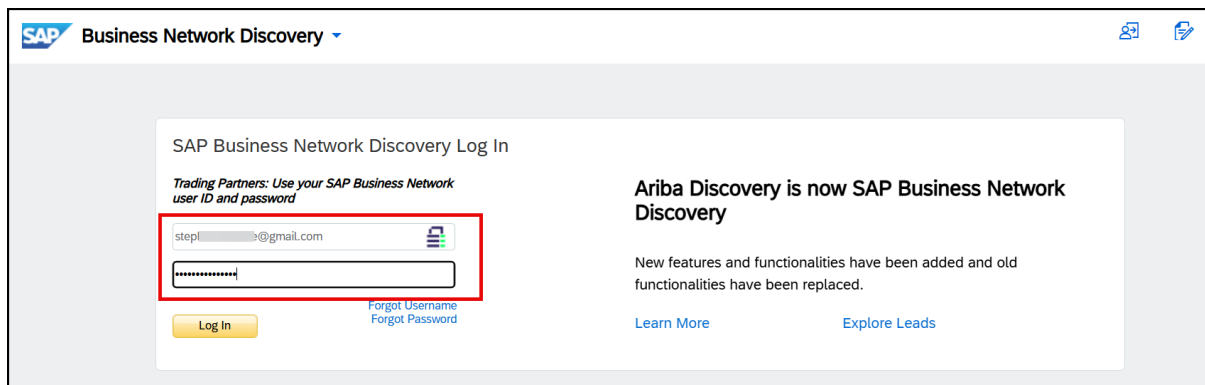 SAP Business Network Discovery
SAP Business Network Discovery Log In
Trading Partners: Use your SAP Business Network
user ID and password
step e@gmail.com
Forgot Username
Forgot Password
Log In
Ariba Discovery is now SAP Business Network
Discovery
New features and functionalities have been added and old
functionalities have been replaced.
Learn More Explore Leads